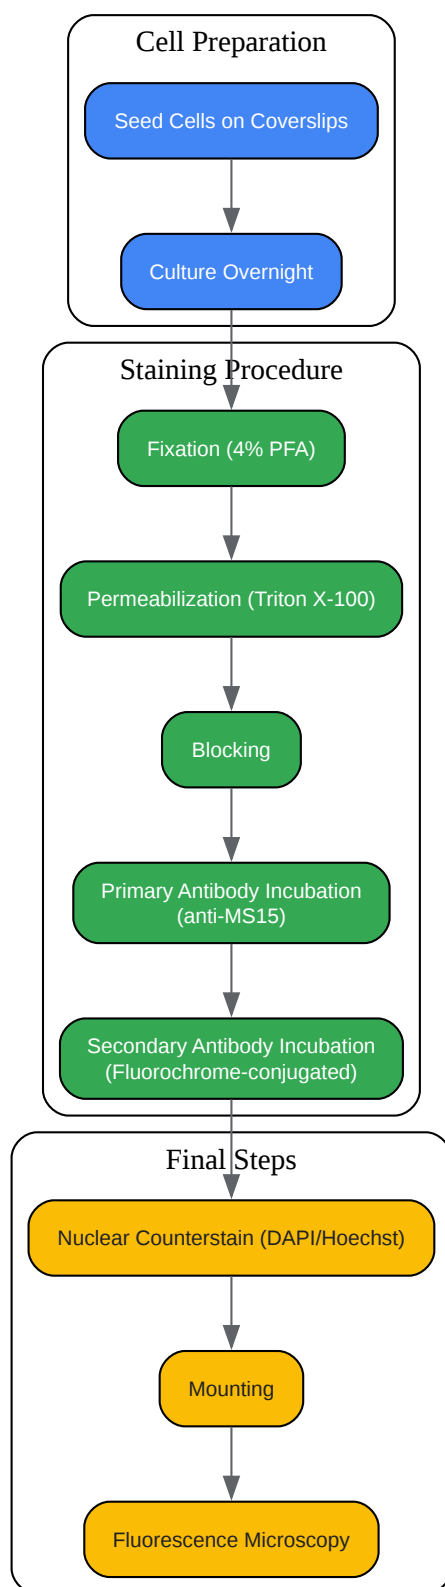 Cell Preparation
Seed Cells on Coverslips
Culture Overnight
Staining Procedure
Fixation (4% PFA)
Permeabilization (Triton X-100)
Blocking
Primary Antibody Incubation
(anti-MS15)
Secondary Antibody Incubation
(Fluorochrome-conjugated)
Final Steps
Nuclear Counterstain (DAPI/Hoechst)
Mounting
Fluorescence Microscopy